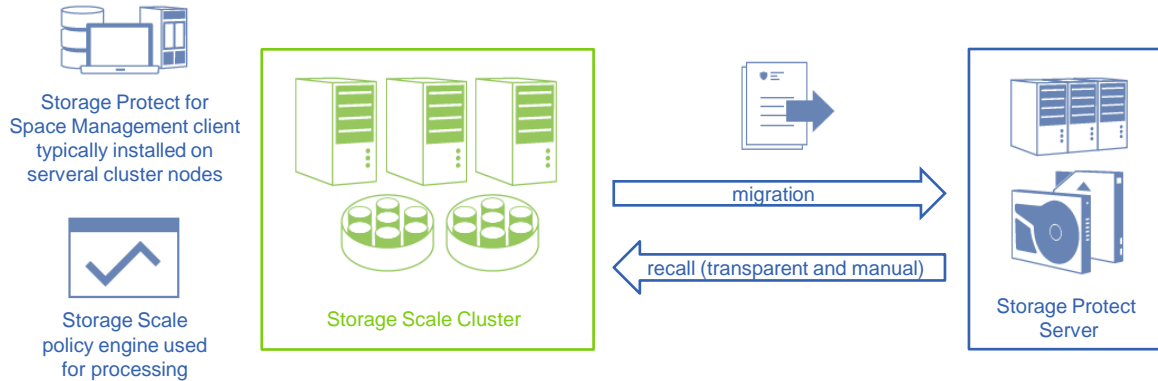 Storage Protect for
Space Management client
typically installed on
serveral cluster nodes
Storage Scale
policy engine used
for processing
Storage Scale Cluster
migration
recall (transparent and manual)
Storage Protect
Server